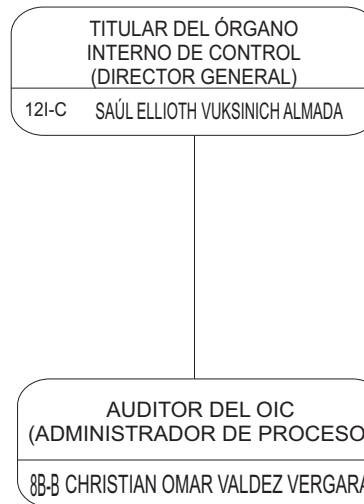 TITULAR DEL ÓRGANO
INTERNO DE CONTROL
(DIRECTOR GENERAL)
12I-C SAÚL ELLIOTH VUKSINICH ALMADA
AUDITOR DEL OIC
(ADMINISTRADOR DE PROCESO
8B-B CHRISTIAN OMAR VALDEZ VERGARA